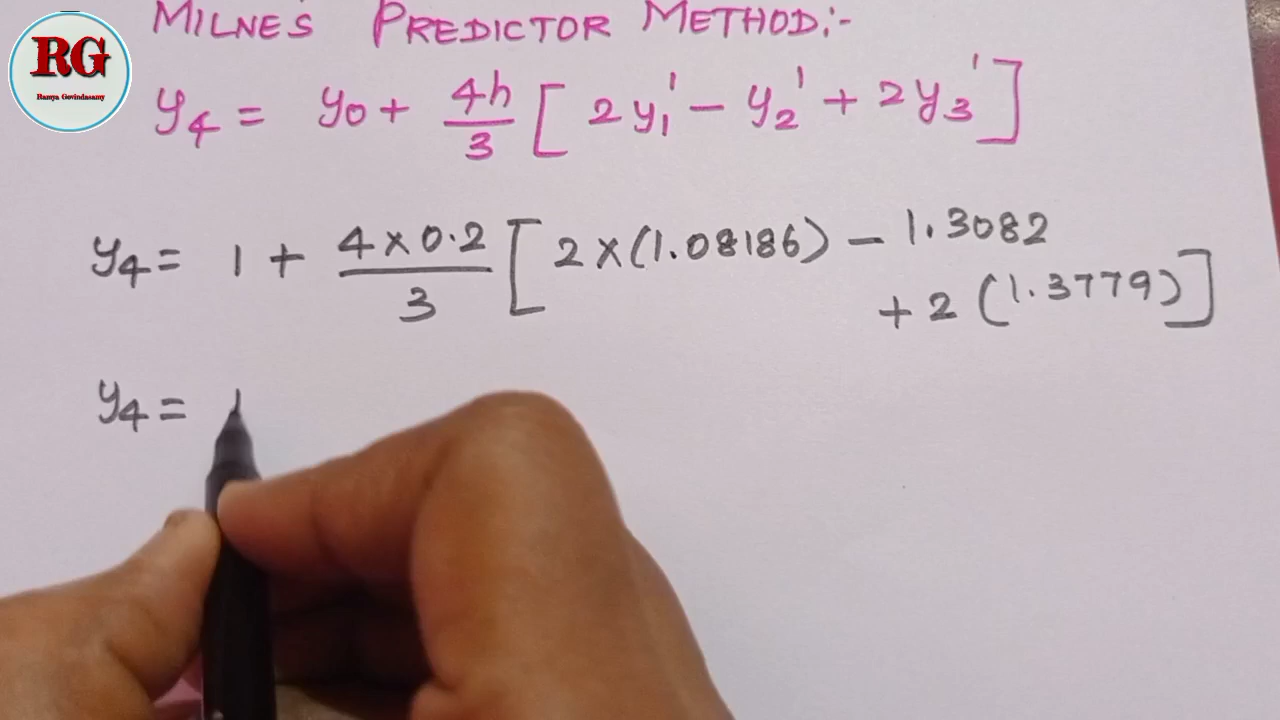 RG
Ramya Govindasamy
MILNE'S PREDICTOR METHOD:-
y₄ = y₀ + 4h/3 [ 2y₁' - y₂' + 2y₃' ]
y₄ = 1 + 4×0.2/3 [ 2×(1.08186) - 1.3082
+ 2 (1.3779) ]
y₄ = 1